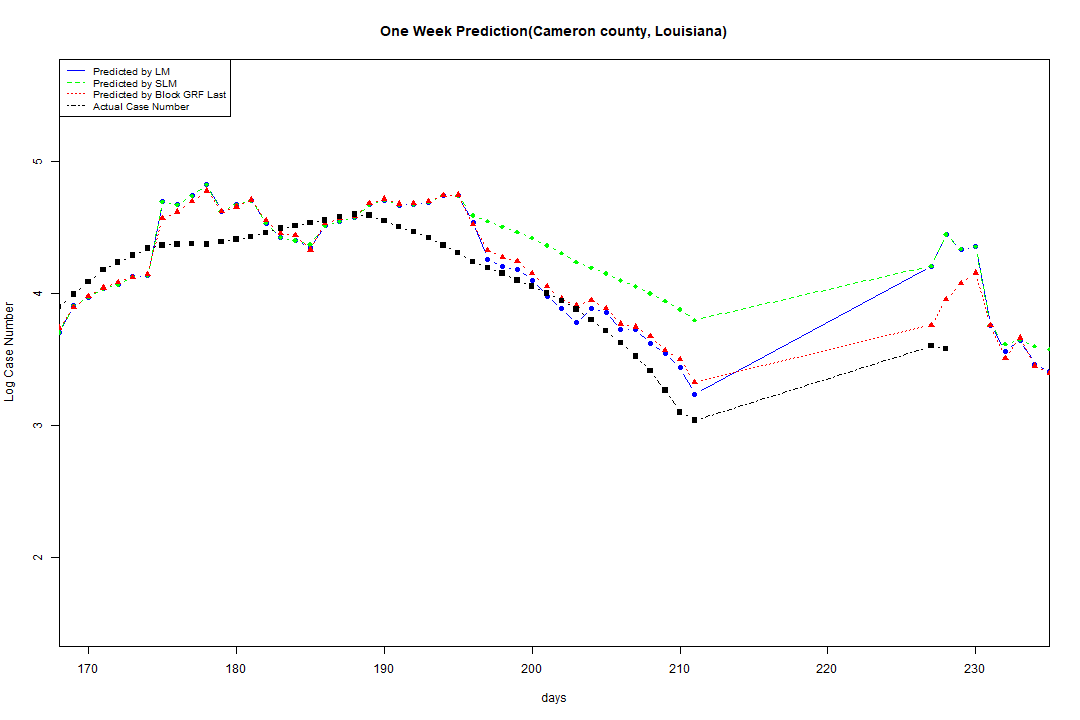 One Week Prediction(Cameron county, Louisiana)
Predicted by LM
Predicted by SLM
Predicted by Block GRF Last
Actual Case Number
5
4
3
2
Log Case Number
170 180 190 200 210 220 230
days